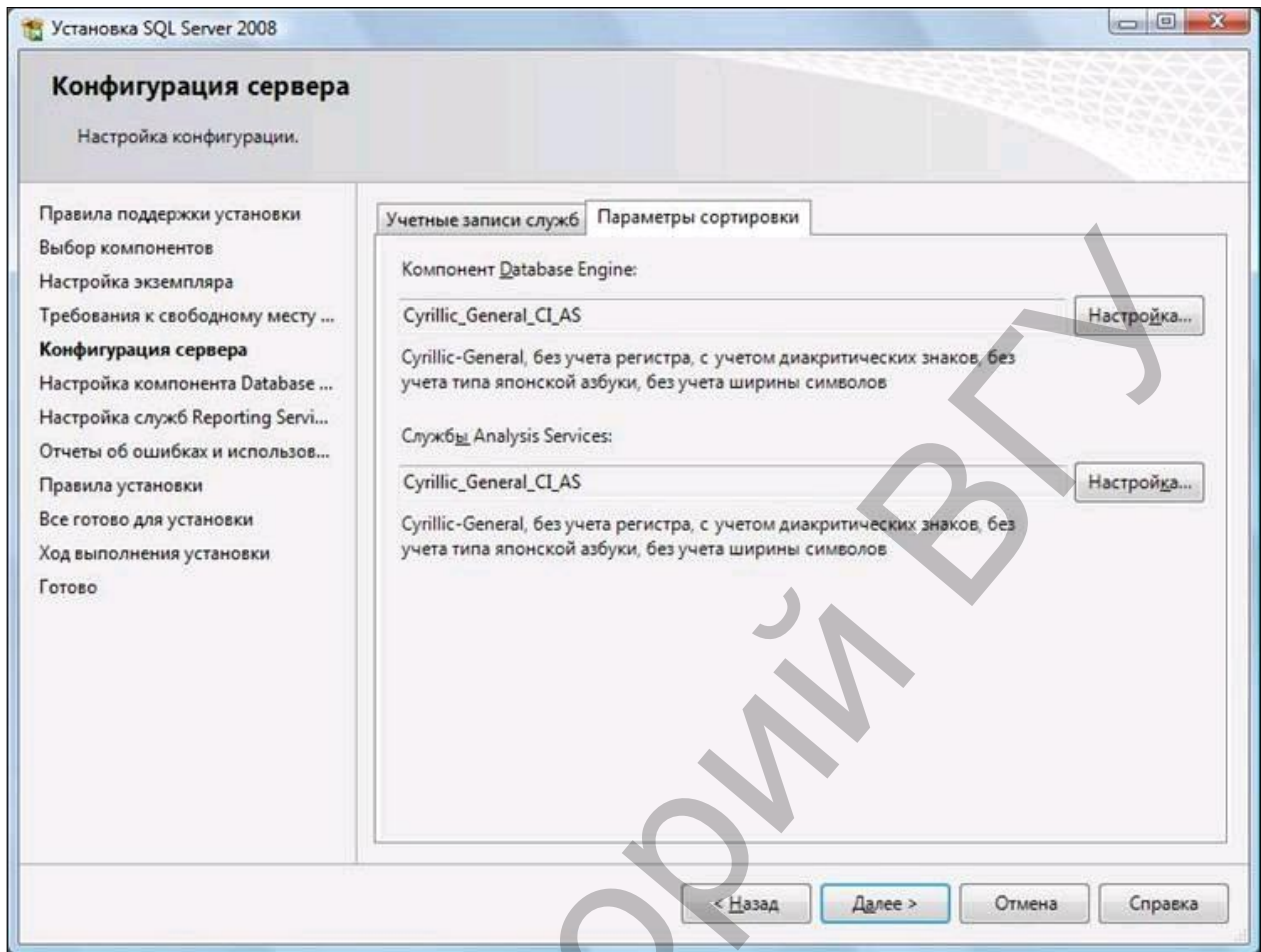 Установка SQL Server 2008
Конфигурация сервера
Настройка конфигурации.
Правила поддержки установки
Выбор компонентов
Настройка экземпляра
Требования к свободному месту ...
Конфигурация сервера
Настройка компонента Database ...
Настройка служб Reporting Servi...
Отчеты об ошибках и использов...
Правила установки
Все готово для установки
Ход выполнения установки
Готово
Учетные записи служб
Параметры сортировки
Компонент Database Engine:
Cyrillic_General_CI_AS
Настройка...
Cyrillic-General, без учета регистра, с учетом диакритических знаков, без
учета типа японской азбуки, без учета ширины символов
Службы Analysis Services:
Cyrillic_General_CI_AS
Настройка...
Cyrillic-General, без учета регистра, с учетом диакритических знаков, без
учета типа японской азбуки, без учета ширины символов
< Назад
Далее >
Отмена
Справка
ВГУ